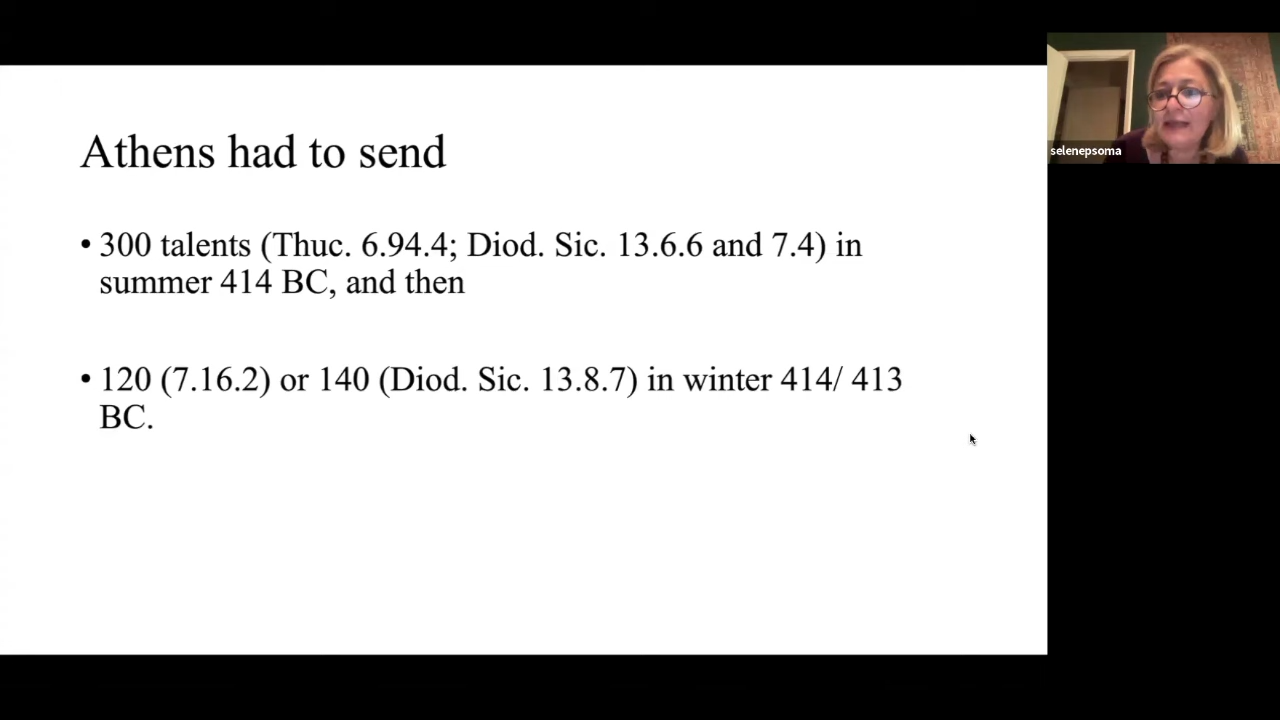 Athens had to send
• 300 talents (Thuc. 6.94.4; Diod. Sic. 13.6.6 and 7.4) in
summer 414 BC, and then
• 120 (7.16.2) or 140 (Diod. Sic. 13.8.7) in winter 414/ 413
BC.
selenepsoma